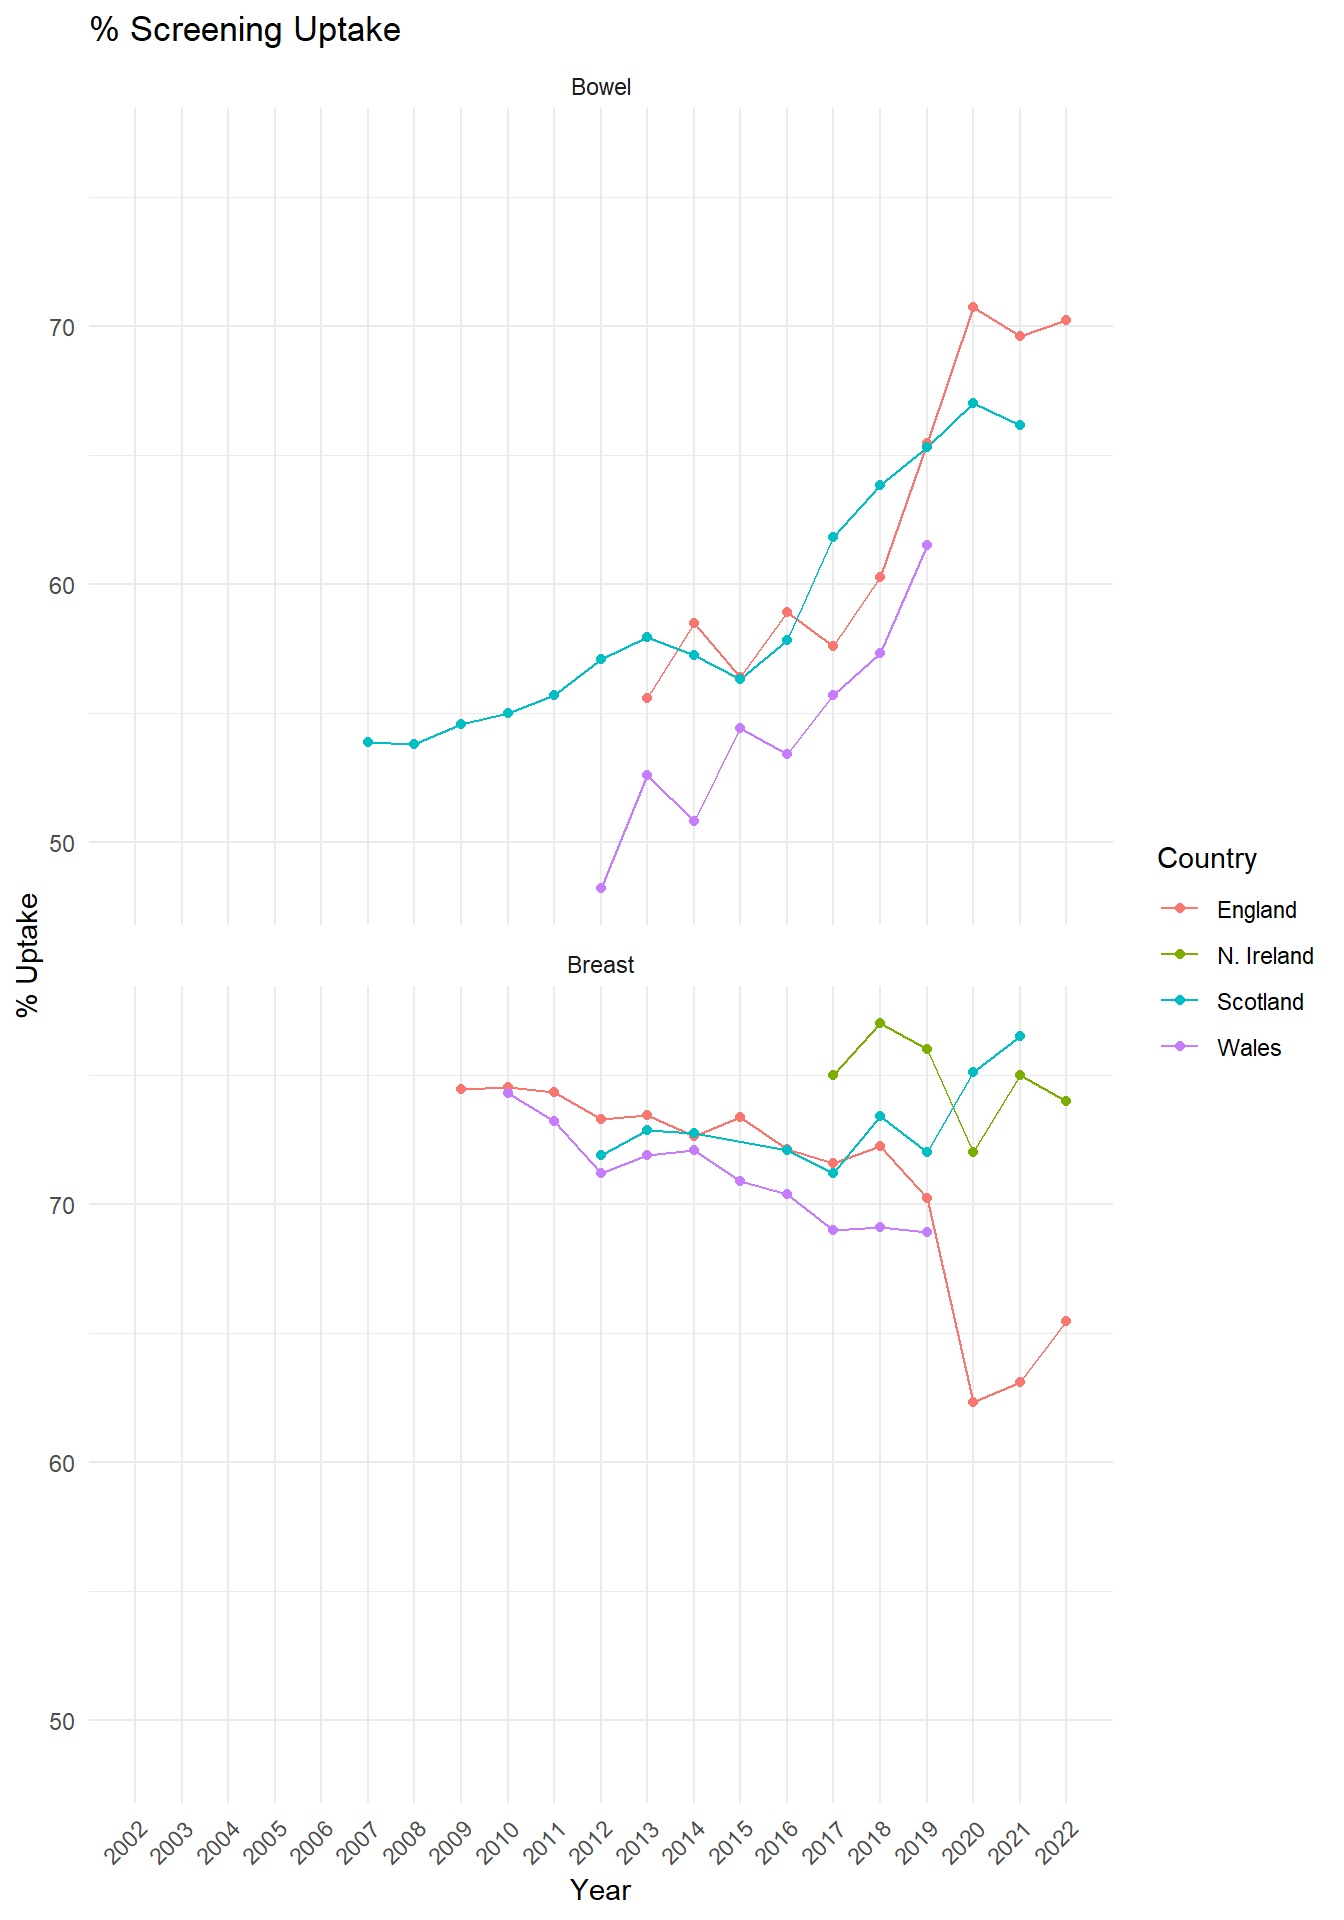 % Screening Uptake
Bowel
70
60
50
% Uptake
Breast
70
60
50
2002 2003 2004 2005 2006 2007 2008 2009 2010 2011 2012 2013 2014 2015 2016 2017 2018 2019 2020 2021 2022
Year
Country
England
N. Ireland
Scotland
Wales